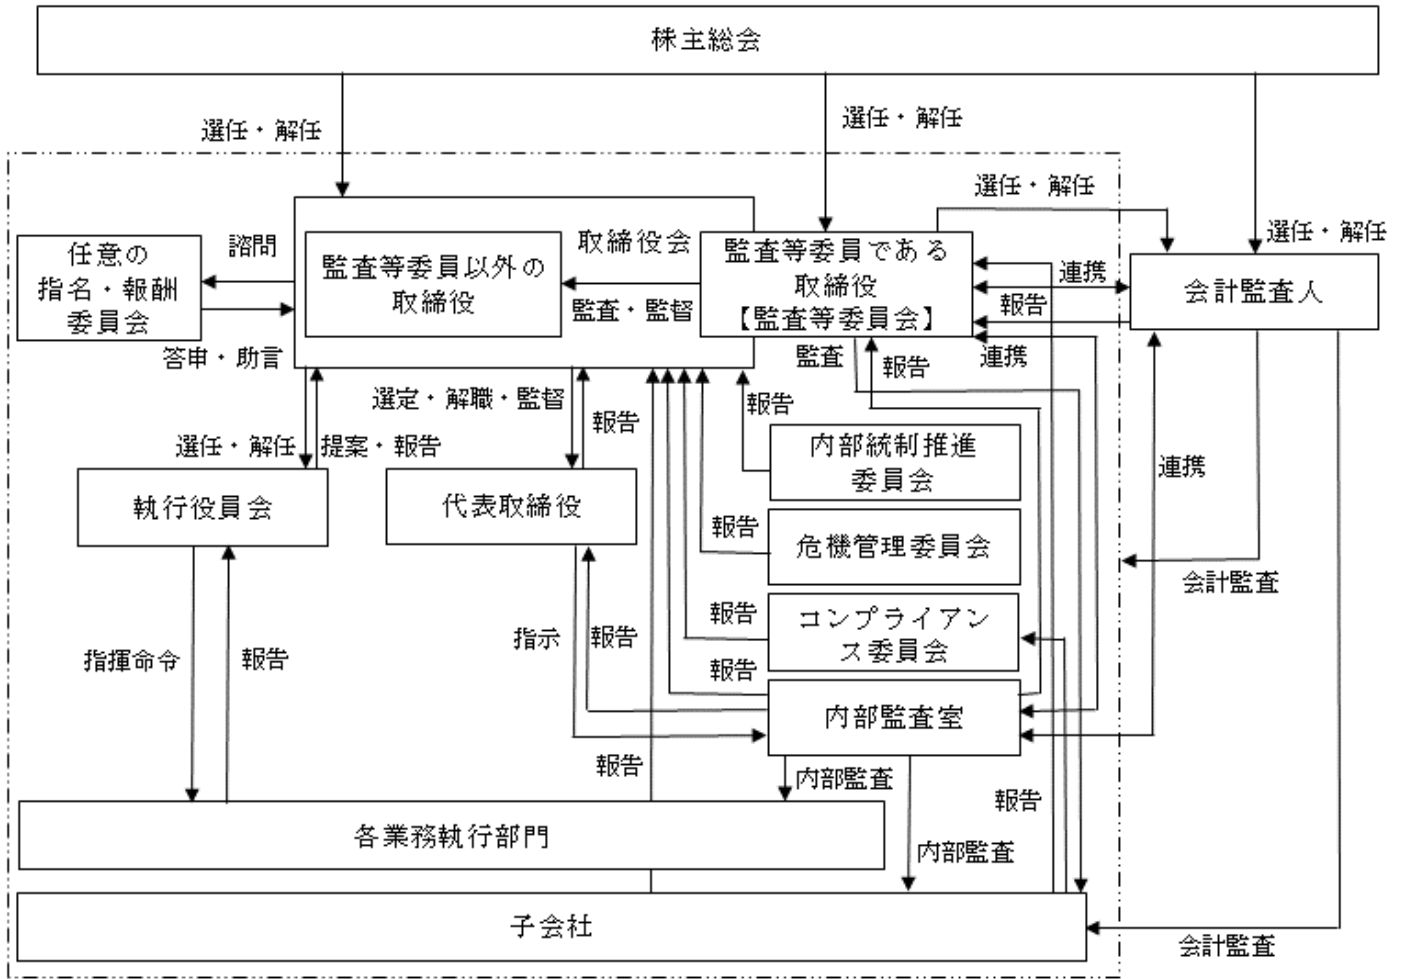 株主総会
選任・解任
選任・解任
選任・解任
選任・解任
任意の
指名・報酬
委員会
諮問
答申・助言
取締役会
監査等委員以外の
取締役
監査・監督
監査等委員である
取締役
【監査等委員会】
連携
報告
会計監査人
監査
報告
連携
選定・解職・監督
報告
報告
選任・解任
提案・報告
内部統制推進
委員会
連携
執行役員会
代表取締役
報告
危機管理委員会
会計監査
報告
コンプライアン
ス委員会
指揮命令
報告
指示
報告
報告
内部監査室
報告
内部監査
報告
各業務執行部門
内部監査
子会社
会計監査